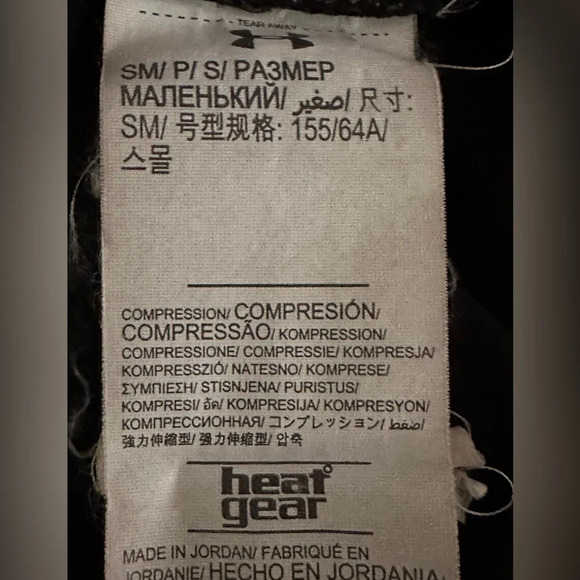 TEAR AWAY
SM/ P/ S/ РАЗМЕР
МАЛЕНЬКИЙ/ صغير/ 尺寸:
SM/ 号型规格: 155/64A/
스몰
COMPRESSION/ COMPRESIÓN/
COMPRESSÃO/ KOMPRESSION/
COMPRESSIONE/ COMPRESSIE/ KOMPRESJA/
KOMPRESSZIÓ/ NATESNO/ KOMPRESE/
ΣΥΜΠΙΕΣΗ/ STISNJENA/ PURISTUS/
KOMPRESI/ อัด/ KOMPRESIJA/ KOMPRESYON/
КОМПРЕССИОННАЯ/ コンプレッション/ ضغط/
強力伸縮型/ 强力伸缩型/ 압축
heat
gear
MADE IN JORDAN/ FABRIQUÉ EN
JORDANIE/ HECHO EN JORDANIA/